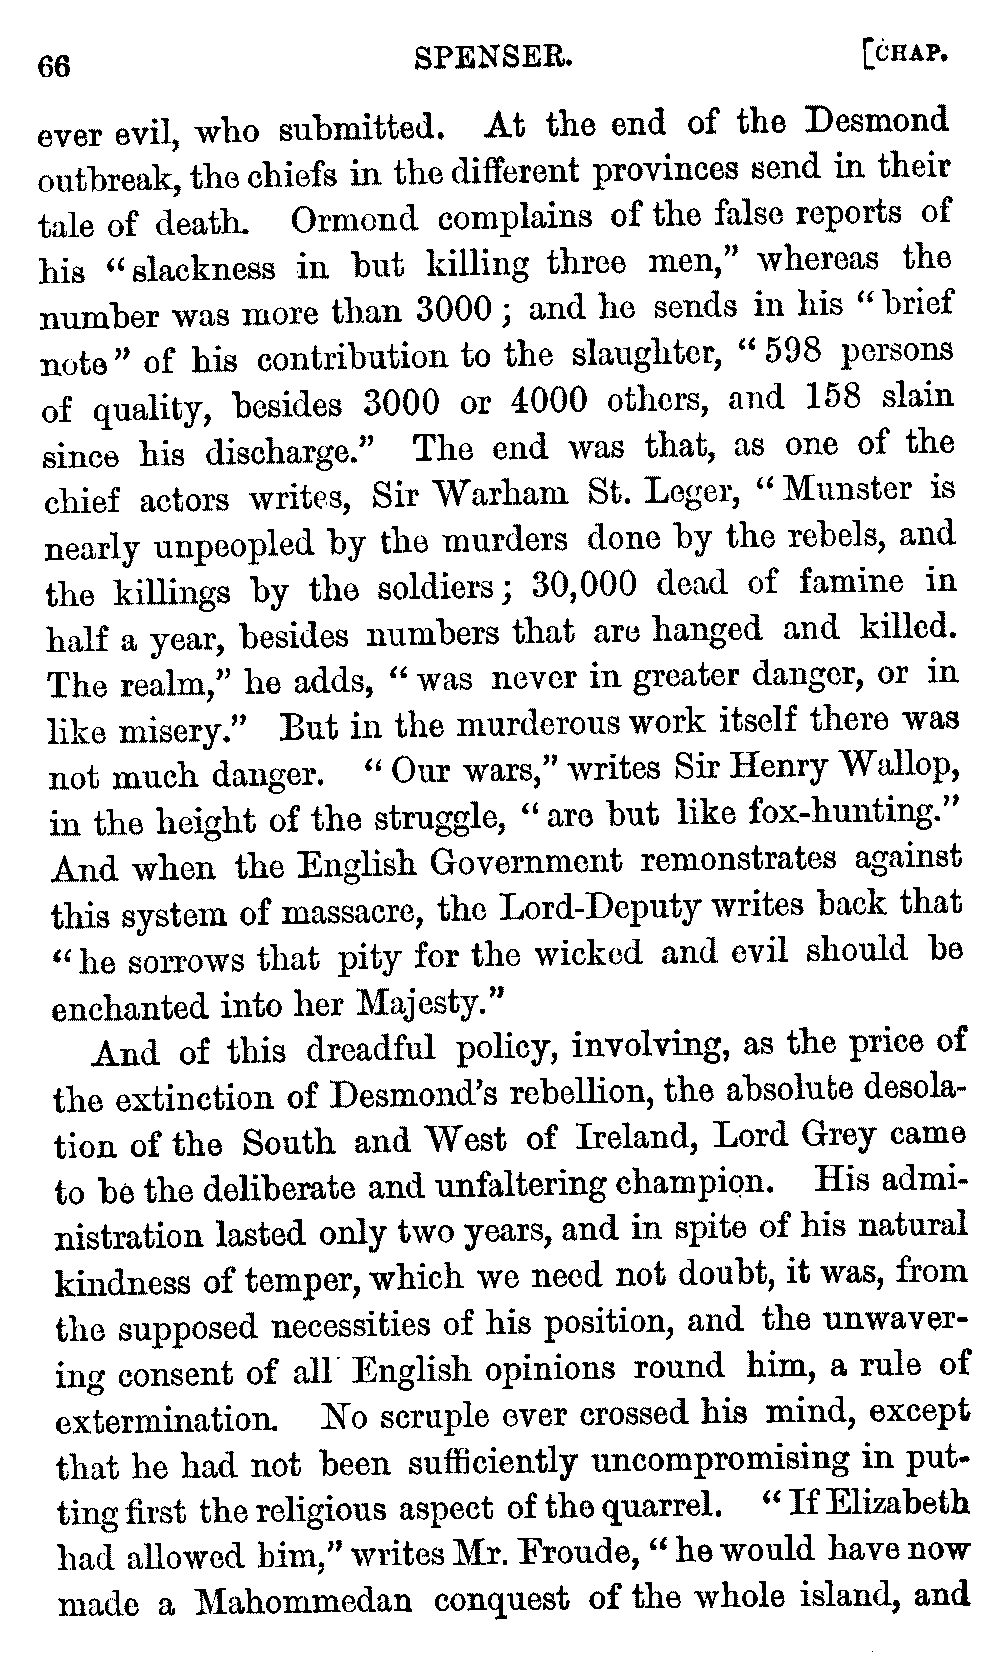 66 SPENSER. [CHAP.
ever evil, who submitted. At the end of the Desmond
outbreak, the chiefs in the different provinces send in their
tale of death. Ormond complains of the false reports of
his “slackness in but killing three men,” whereas the
number was more than 3000 ; and he sends in his “brief
note” of his contribution to the slaughter, “598 persons
of quality, besides 3000 or 4000 others, and 158 slain
since his discharge.” The end was that, as one of the
chief actors writes, Sir Warham St. Leger, “Munster is
nearly unpeopled by the murders done by the rebels, and
the killings by the soldiers ; 30,000 dead of famine in
half a year, besides numbers that are hanged and killed.
The realm,” he adds, “was never in greater danger, or in
like misery.” But in the murderous work itself there was
not much danger. “Our wars,” writes Sir Henry Wallop,
in the height of the struggle, “are but like fox-hunting.”
And when the English Government remonstrates against
this system of massacre, the Lord-Deputy writes back that
“he sorrows that pity for the wicked and evil should be
enchanted into her Majesty.”
And of this dreadful policy, involving, as the price of
the extinction of Desmond's rebellion, the absolute desola-
tion of the South and West of Ireland, Lord Grey came
to be the deliberate and unfaltering champion. His admi-
nistration lasted only two years, and in spite of his natural
kindness of temper, which we need not doubt, it was, from
the supposed necessities of his position, and the unwaver-
ing consent of all English opinions round him, a rule of
extermination. No scruple ever crossed his mind, except
that he had not been sufficiently uncompromising in put-
ting first the religious aspect of the quarrel. “If Elizabeth
had allowed him,” writes Mr. Froude, “he would have now
made a Mahommedan conquest of the whole island, and